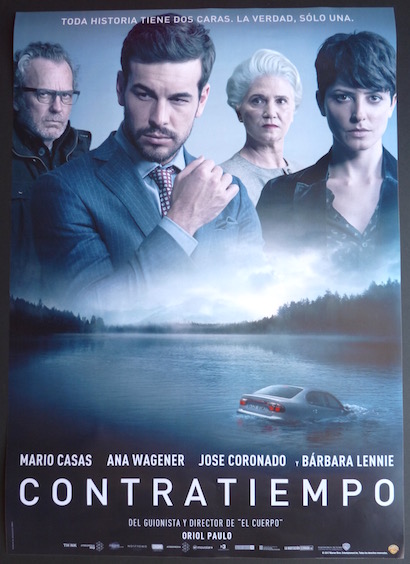 TODA HISTORIA TIENE DOS CARAS. LA VERDAD, SÓLO UNA.
MARIO CASAS ANA WAGENER JOSE CORONADO Y BÁRBARA LENNIE
CONTRATIEMPO
DEL GUIONISTA Y DIRECTOR DE "EL CUERPO"
ORIOL PAULO